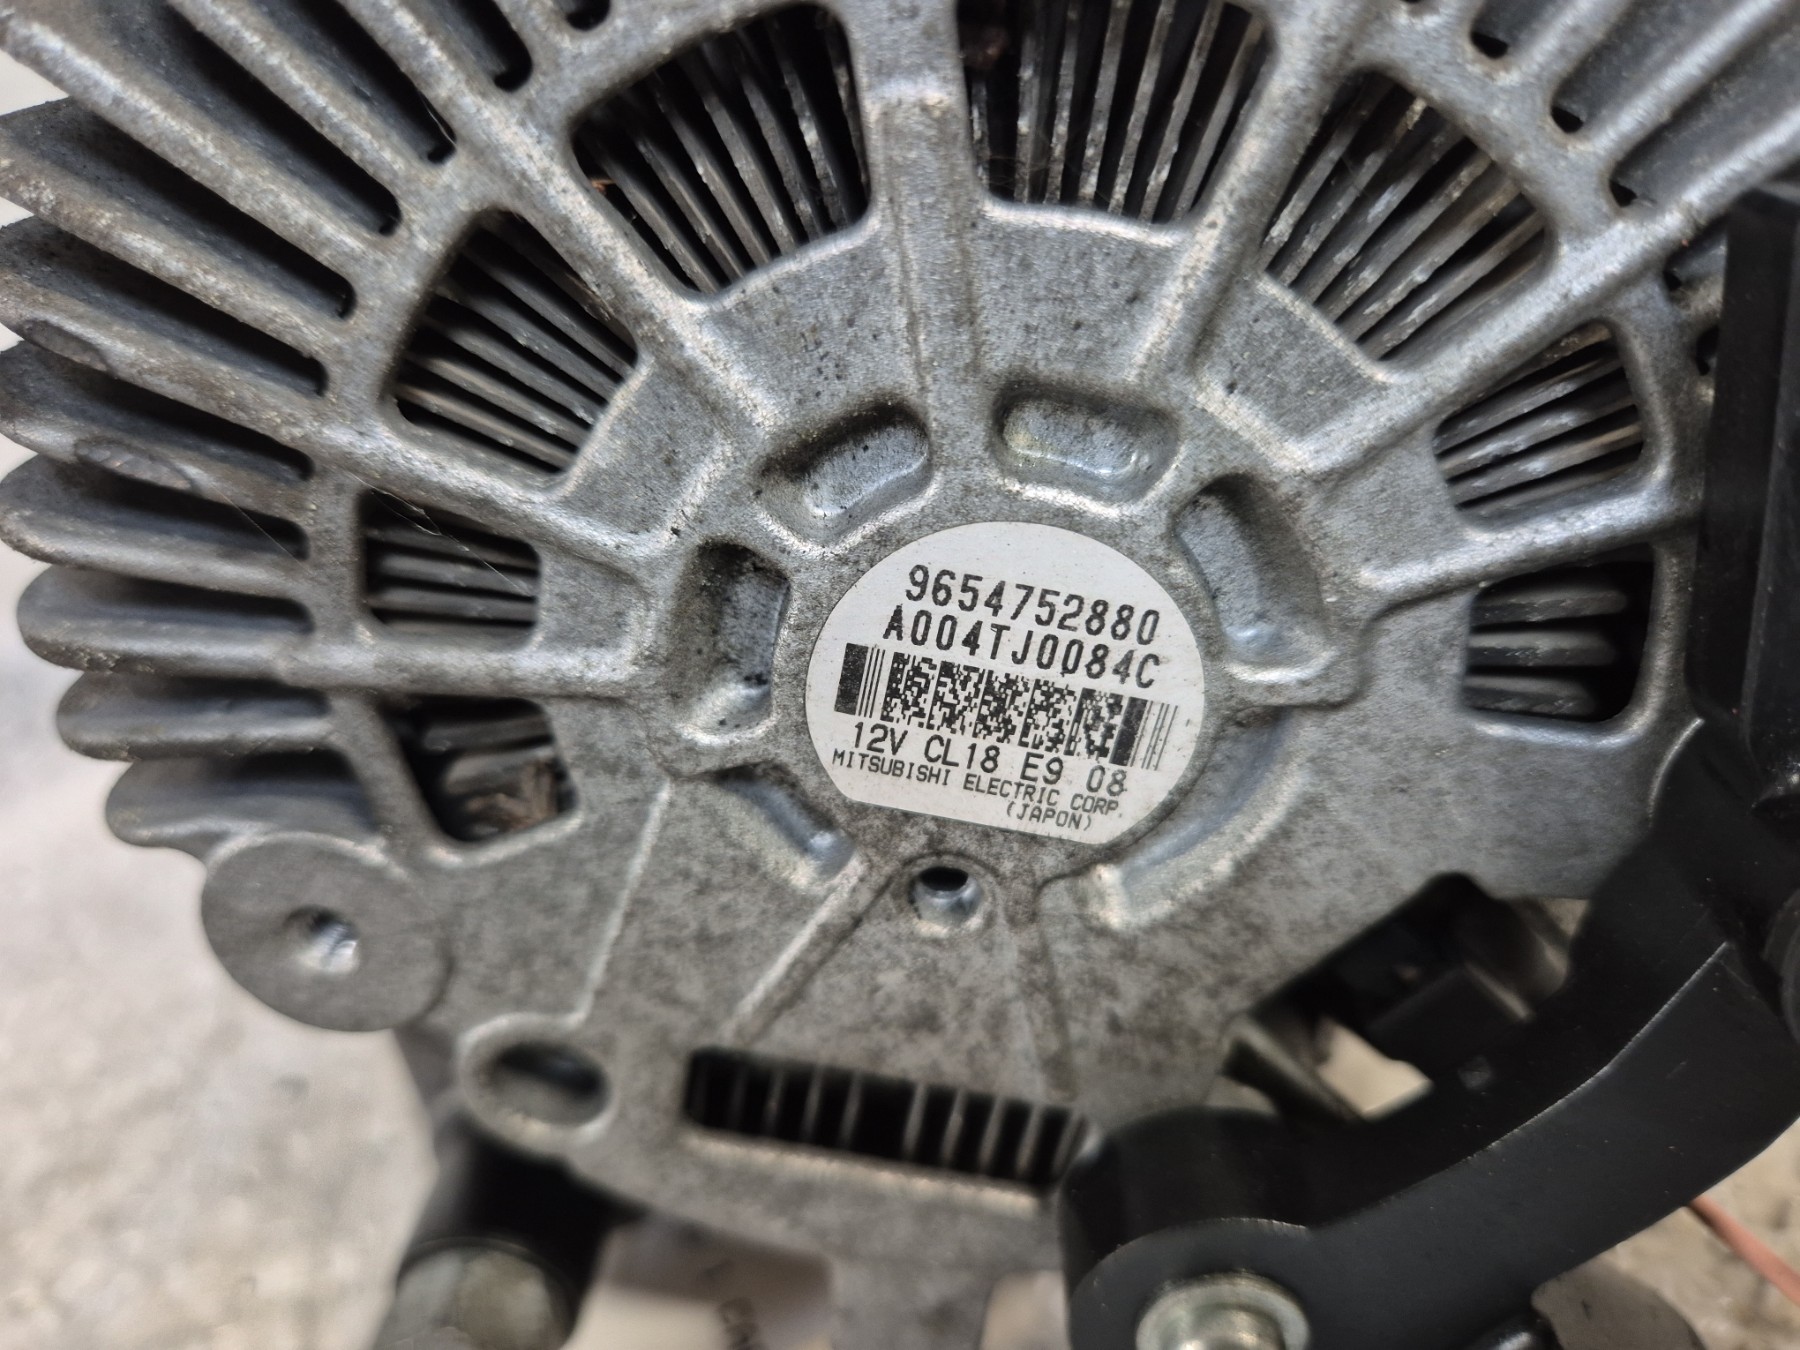 9654752880
A004TJ0084C
12V CL18 E9 08
MITSUBISHI ELECTRIC CORP.
(JAPON)